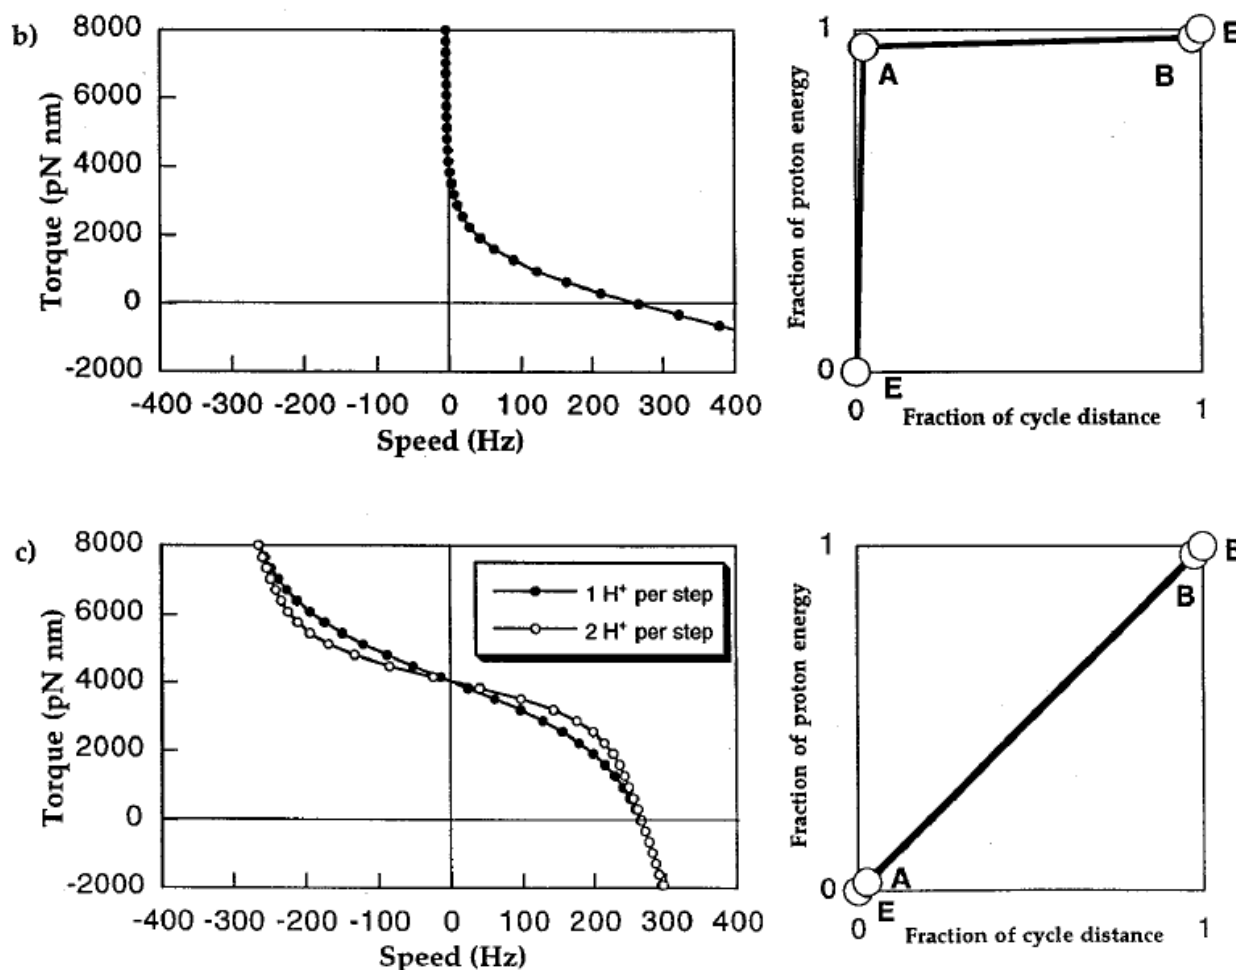 b)
8000
6000
4000
2000
0
-2000
Torque (pN nm)
-400 -300 -200 -100 0 100 200 300 400
Speed (Hz)
1
0
Fraction of proton energy
E
A
B
E
0 1
Fraction of cycle distance
c)
8000
6000
4000
2000
0
-2000
Torque (pN nm)
1 H⁺ per step
2 H⁺ per step
-400 -300 -200 -100 0 100 200 300 400
Speed (Hz)
1
0
Fraction of proton energy
B
A
E
0 1
Fraction of cycle distance